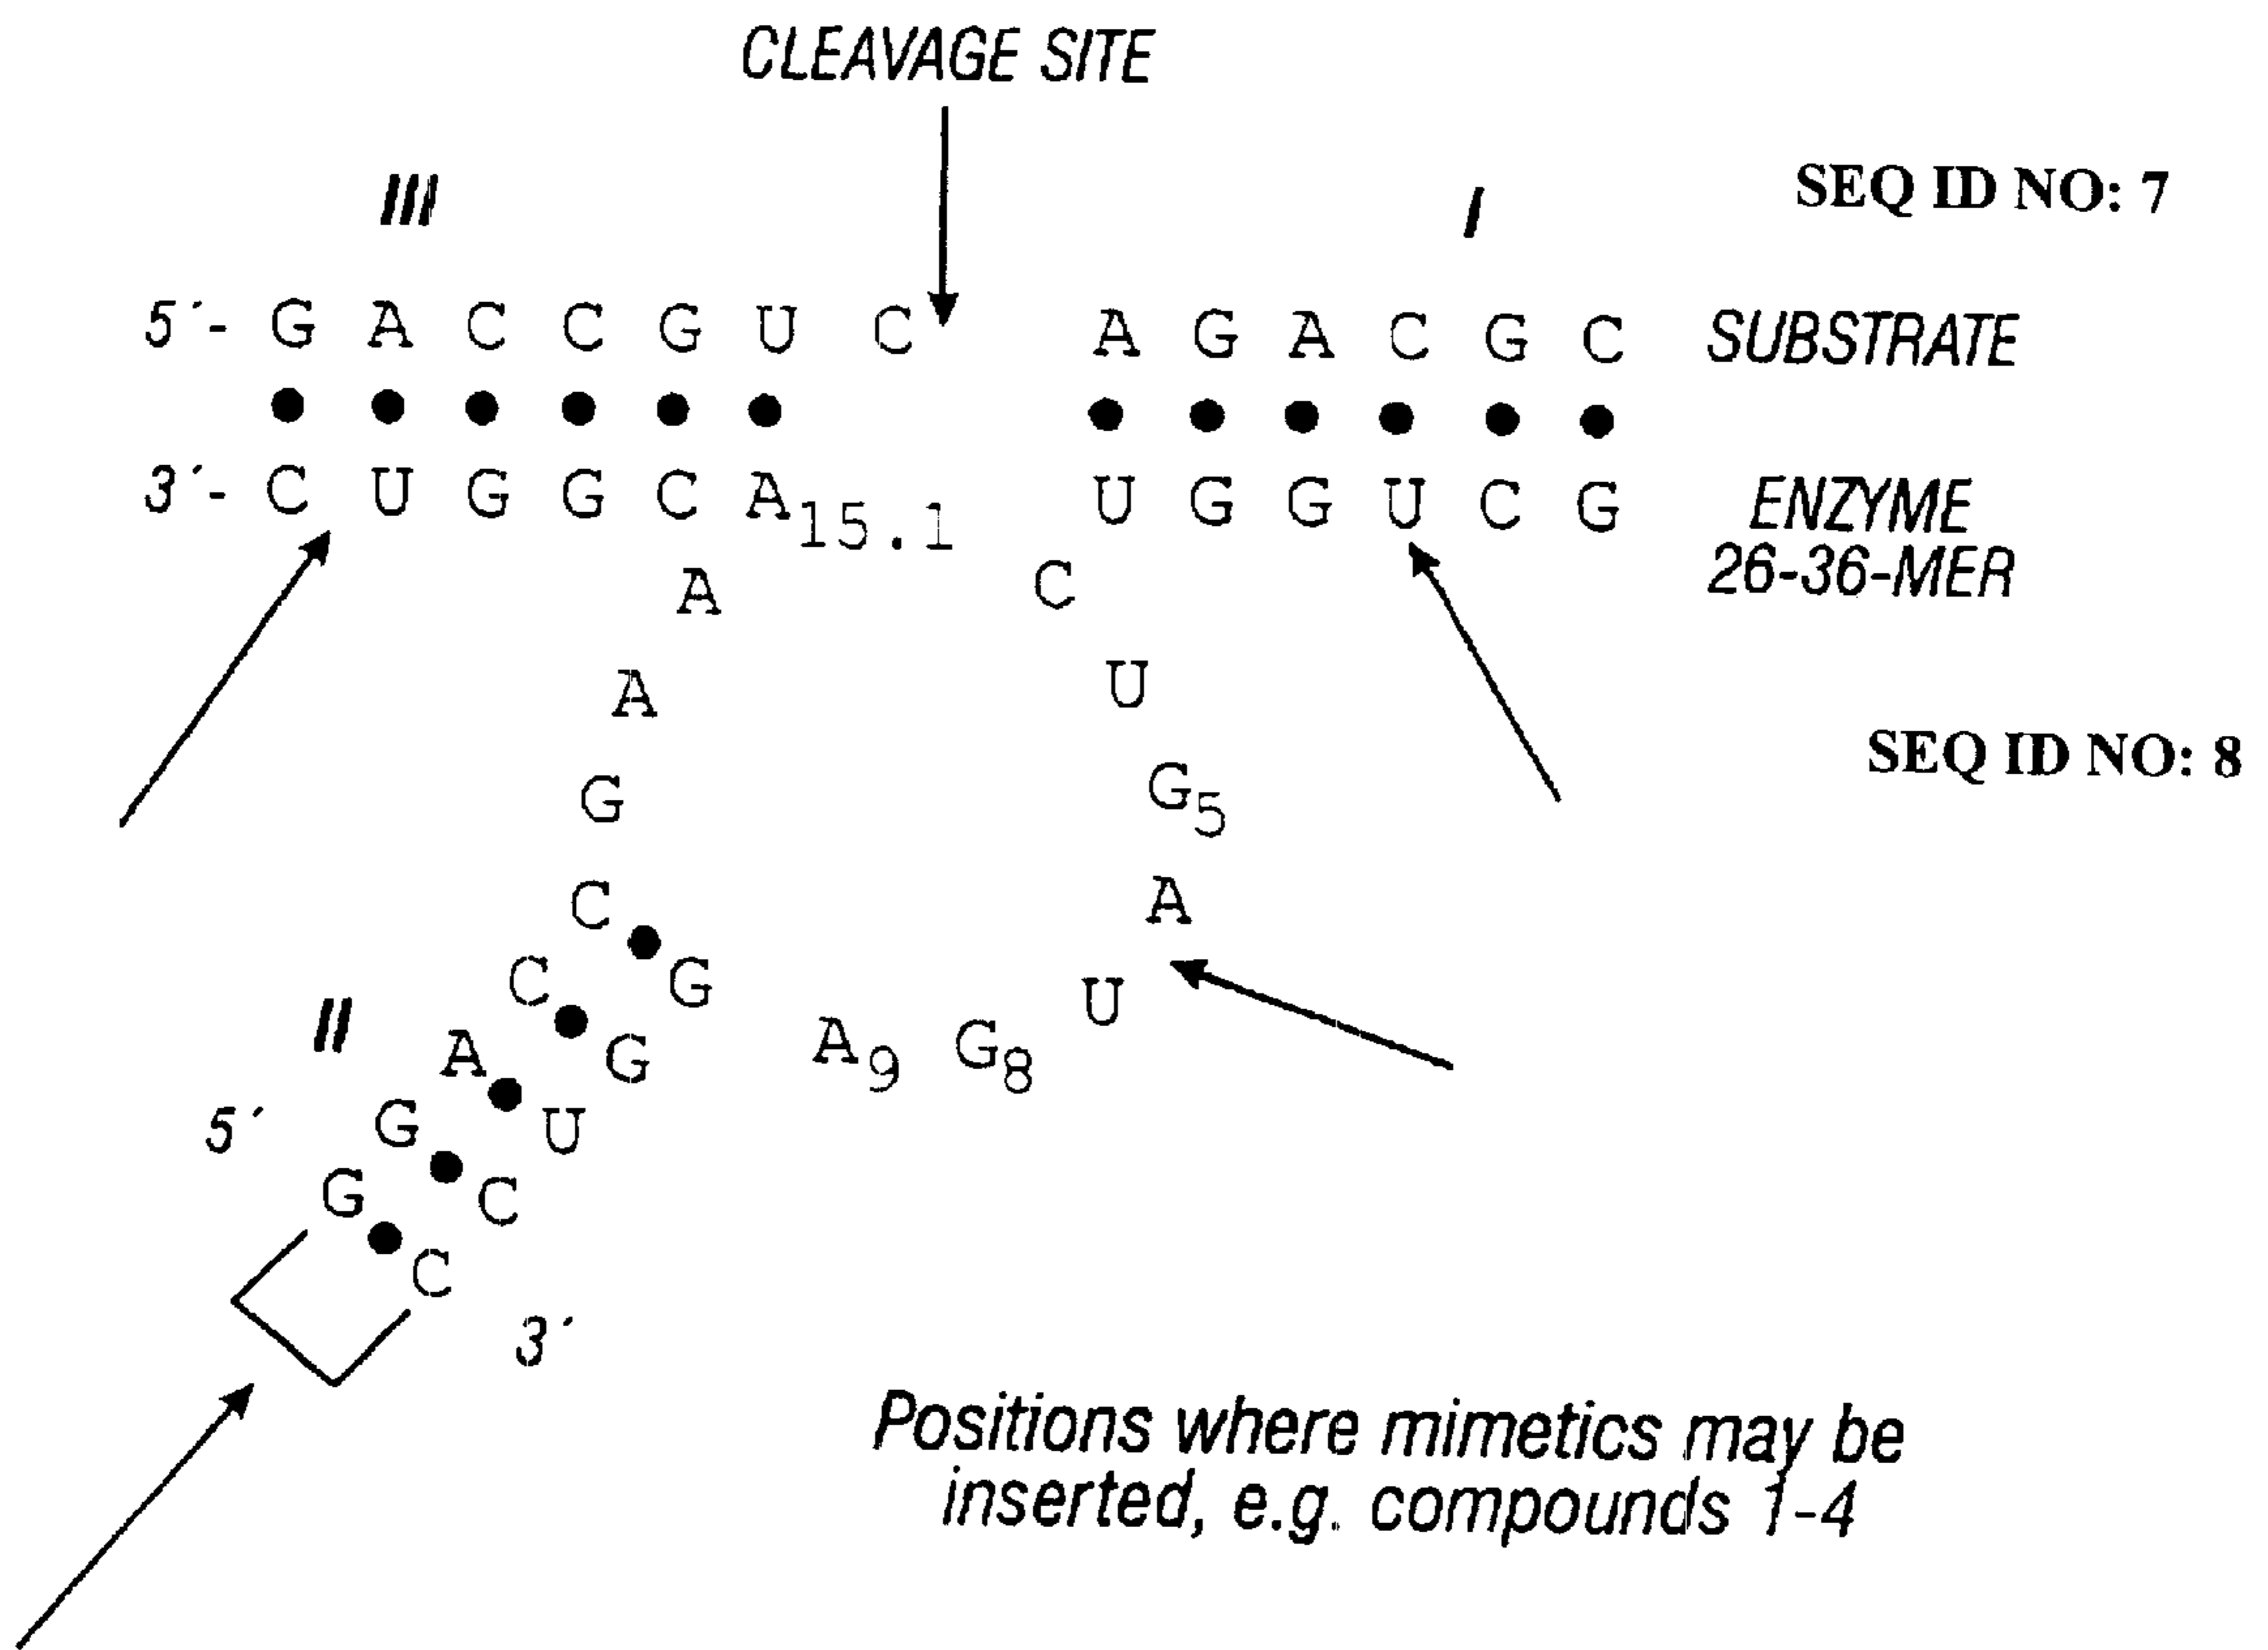 CLEAVAGE SITE
III
I
SEQ ID NO: 7
5´- G A C C G U C A G A C G C SUBSTRATE
3´- C U G G C A15.1 U G G U C G ENZYME
26-36-MER
A C
A U
G G5
SEQ ID NO: 8
C A
C G U
II A G A9 G8
5´ G U
G C
C
3´
Positions where mimetics may be
inserted, e.g. compounds 1-4